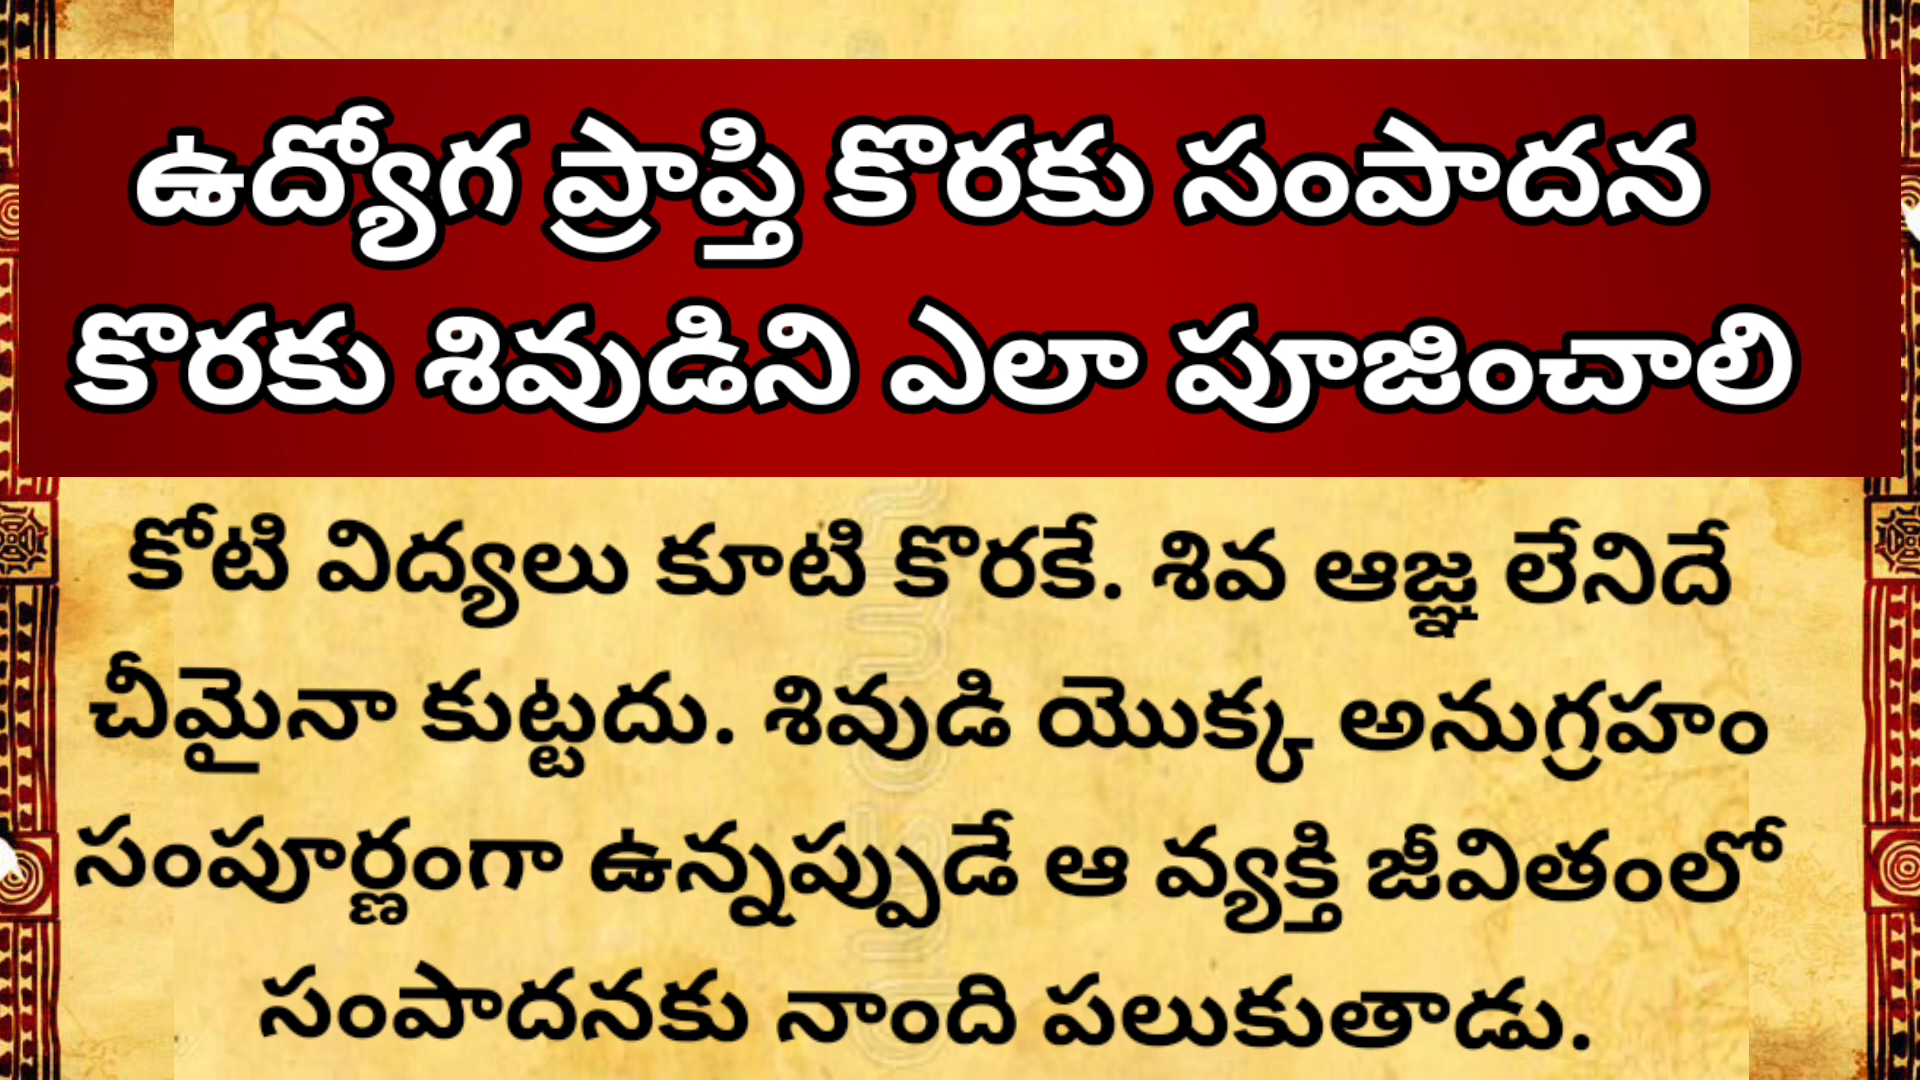 ఉద్యోగ ప్రాప్తి కొరకు సంపాదన
కొరకు శివుడిని ఎలా పూజించాలి
కోటి విద్యలు కూటి కొరకే. శివ ఆజ్ఞ లేనిదే
చీమైనా కుట్టదు. శివుడి యొక్క అనుగ్రహం
సంపూర్ణంగా ఉన్నప్పుడే ఆ వ్యక్తి జీవితంలో
సంపాదనకు నాంది పలుకుతాడు.